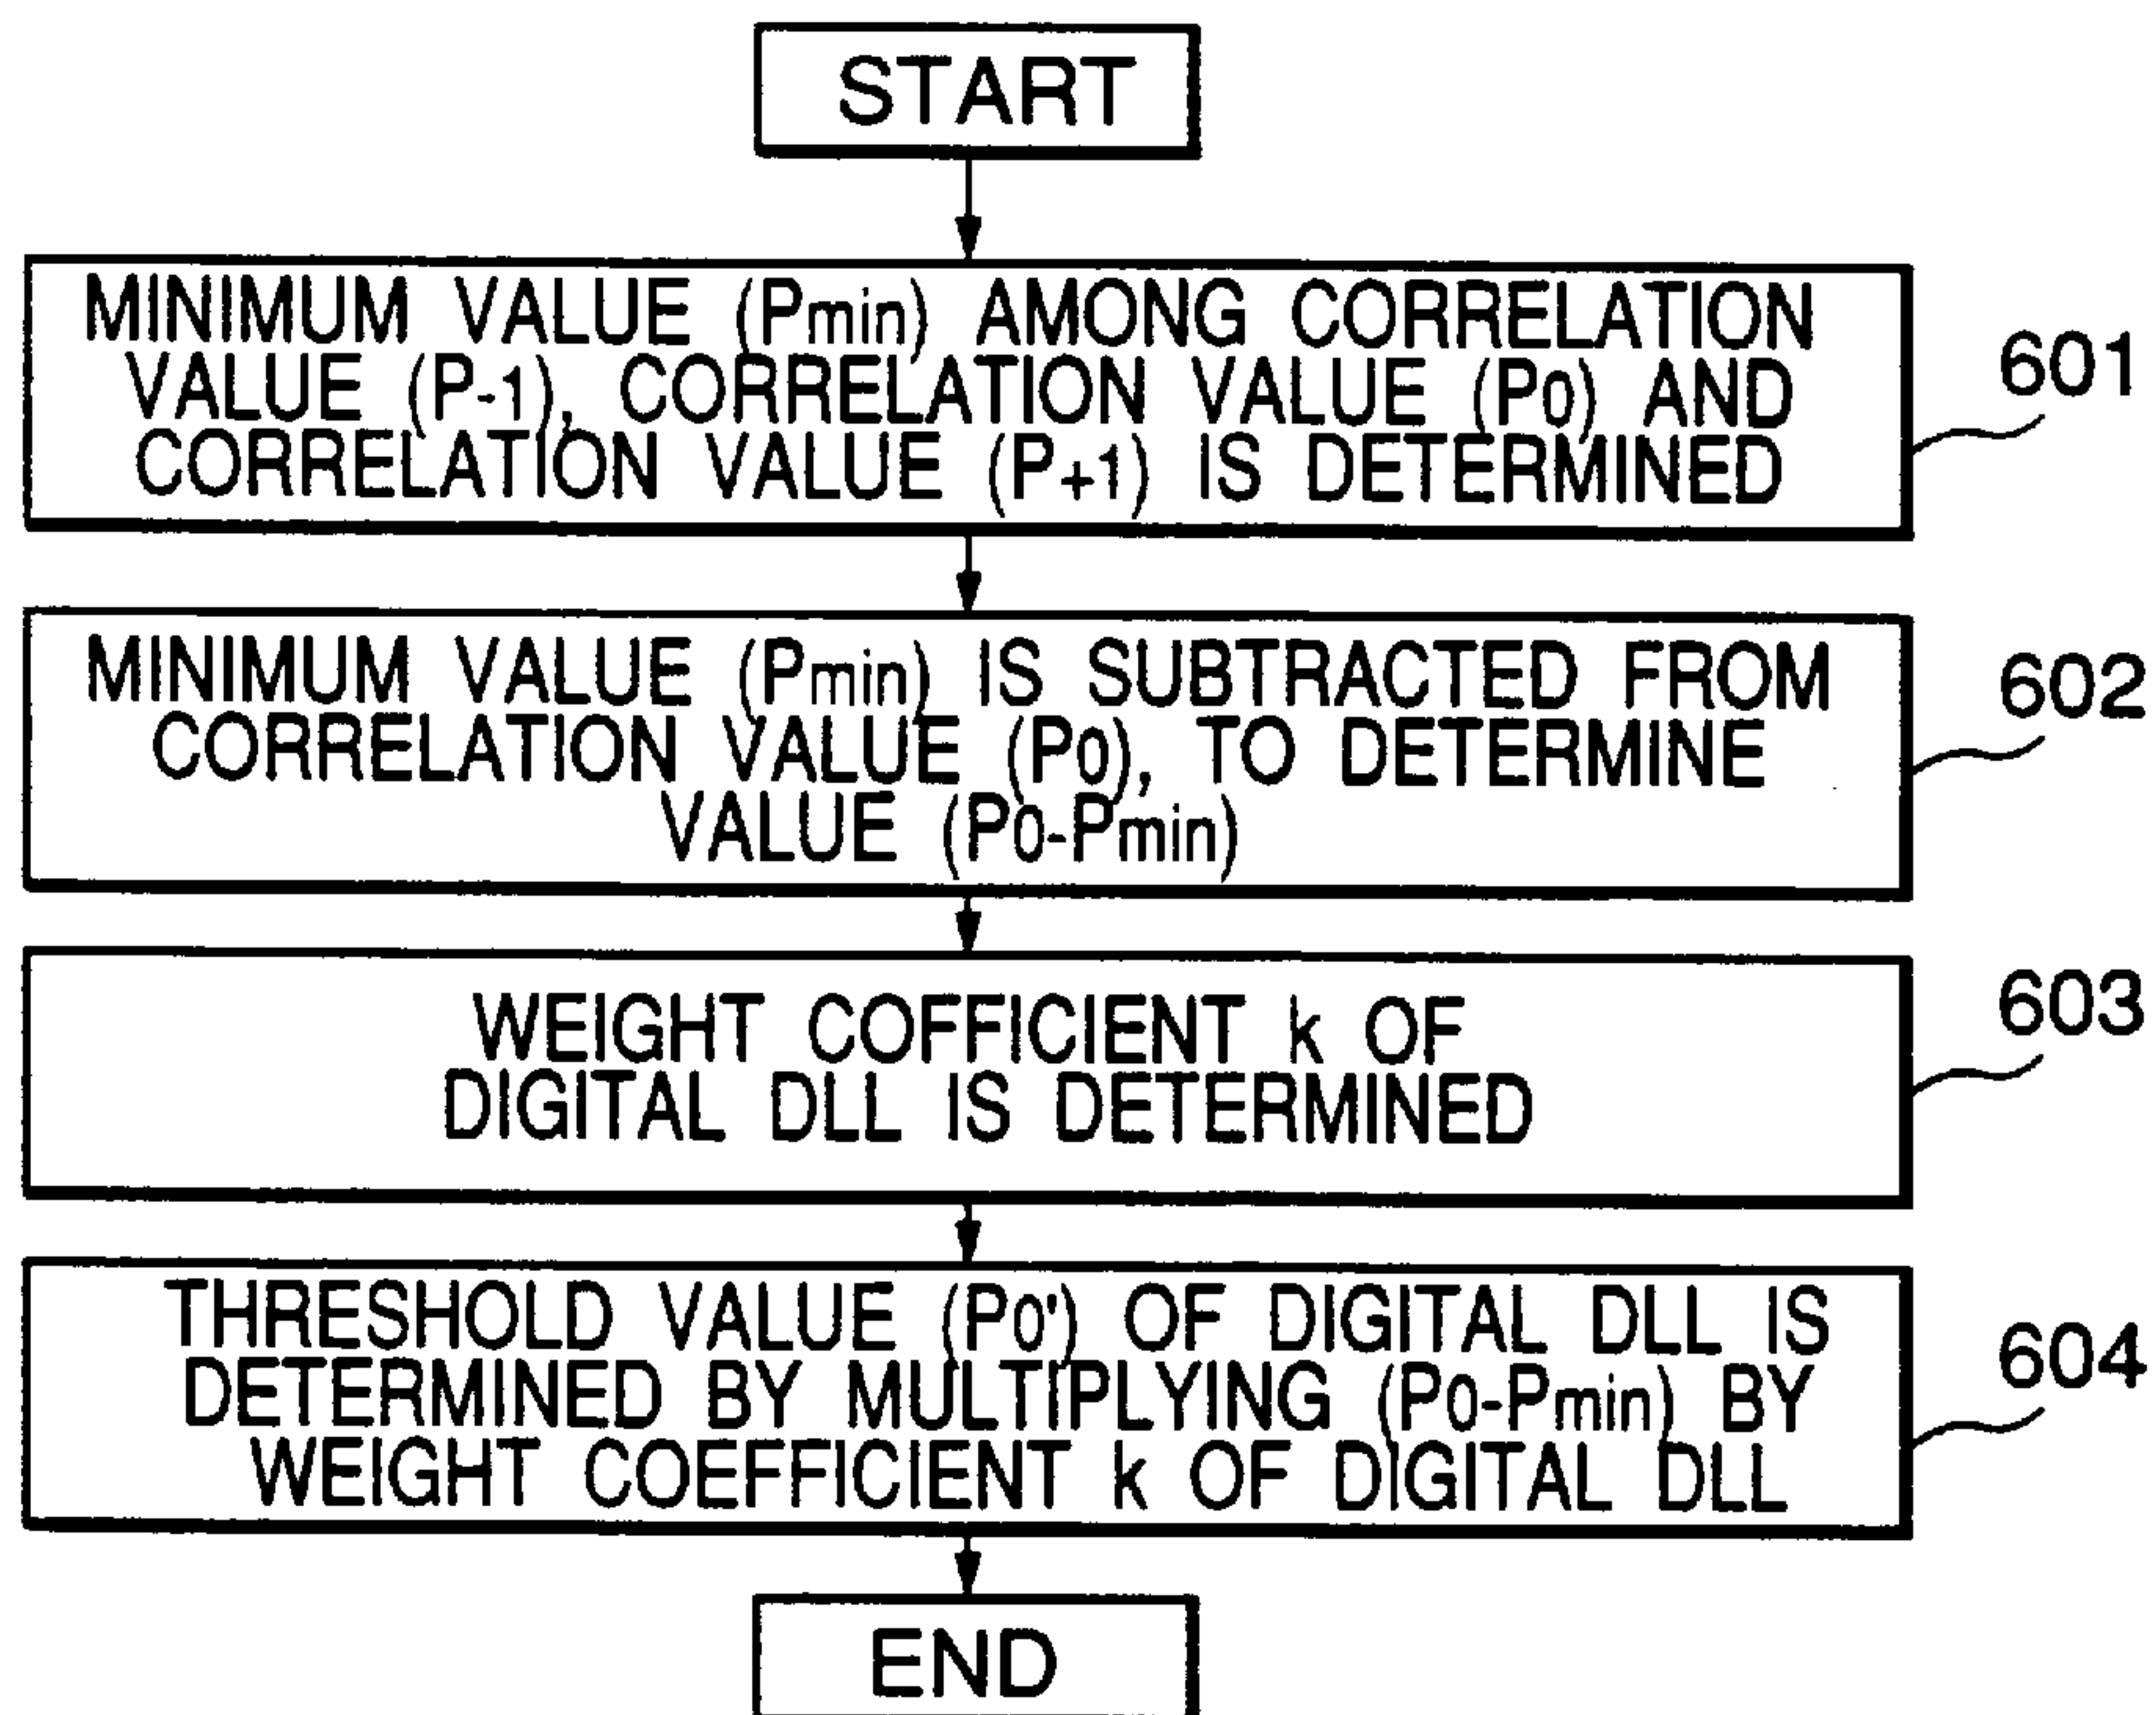 START
MINIMUM VALUE (Pmin) AMONG CORRELATION
VALUE (P-1), CORRELATION VALUE (P0) AND
CORRELATION VALUE (P+1) IS DETERMINED
601
MINIMUM VALUE (Pmin) IS SUBTRACTED FROM
CORRELATION VALUE (P0), TO DETERMINE
VALUE (P0-Pmin)
602
WEIGHT COFFICIENT k OF
DIGITAL DLL IS DETERMINED
603
THRESHOLD VALUE (P0') OF DIGITAL DLL IS
DETERMINED BY MULTIPLYING (P0-Pmin) BY
WEIGHT COEFFICIENT k OF DIGITAL DLL
604
END